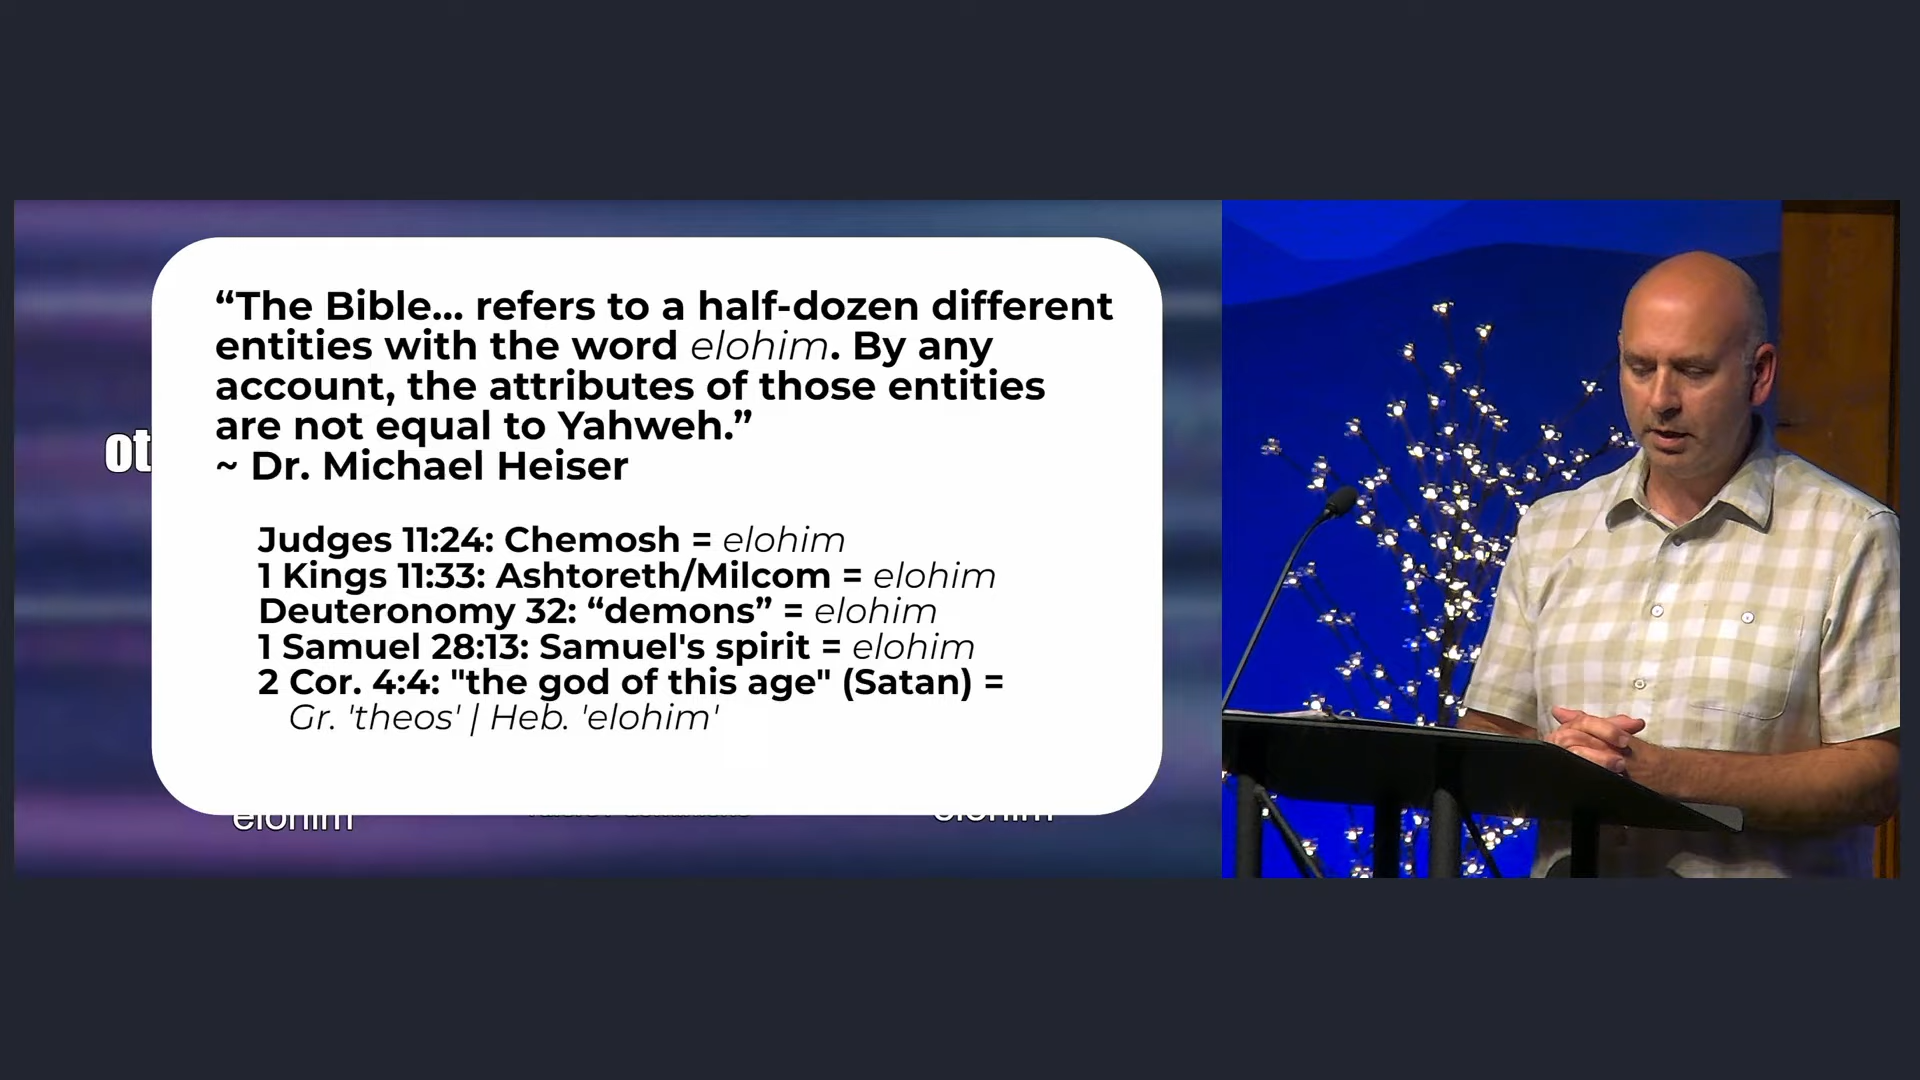 “The Bible... refers to a half-dozen different
entities with the word elohim. By any
account, the attributes of those entities
are not equal to Yahweh.”
~ Dr. Michael Heiser
Judges 11:24: Chemosh = elohim
1 Kings 11:33: Ashtoreth/Milcom = elohim
Deuteronomy 32: “demons” = elohim
1 Samuel 28:13: Samuel's spirit = elohim
2 Cor. 4:4: "the god of this age" (Satan) =
Gr. 'theos' | Heb. 'elohim'
ot
elohim
elohim